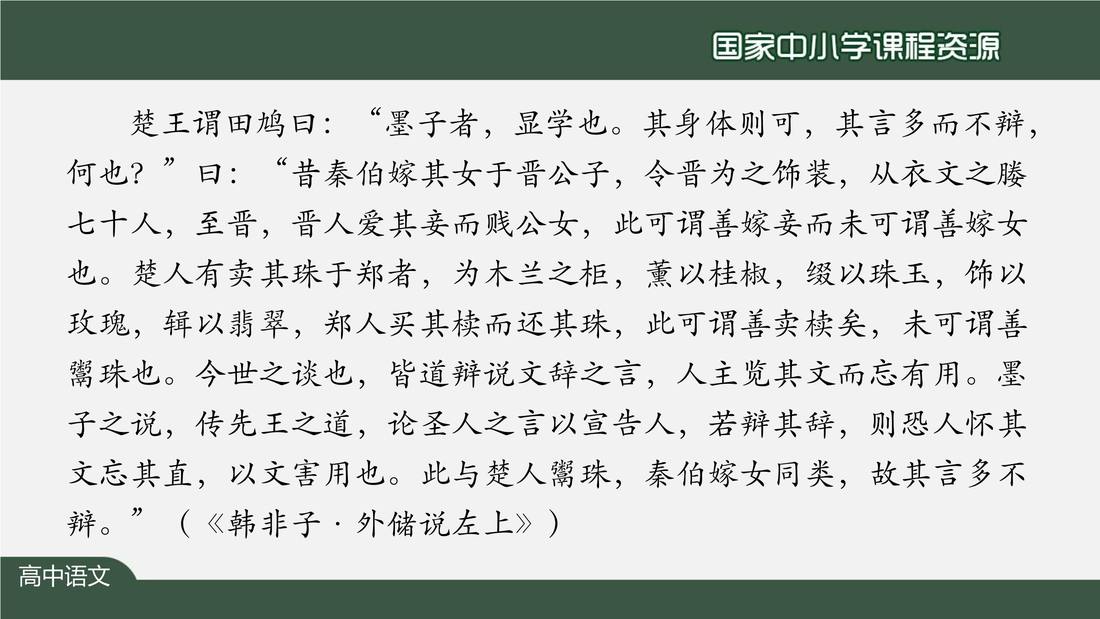 国家中小学课程资源
楚王谓田鸠曰：“墨子者，显学也。其身体则可，其言多而不辩，
何也？”曰：“昔秦伯嫁其女于晋公子，令晋为之饰装，从衣文之媵
七十人，至晋，晋人爱其妾而贱公女，此可谓善嫁妾而未可谓善嫁女
也。楚人有卖其珠于郑者，为木兰之柜，薰以桂椒，缀以珠玉，饰以
玫瑰，辑以翡翠，郑人买其椟而还其珠，此可谓善卖椟矣，未可谓善
鬻珠也。今世之谈也，皆道辩说文辞之言，人主览其文而忘有用。墨
子之说，传先王之道，论圣人之言以宣告人，若辩其辞，则恐人怀其
文忘其直，以文害用也。此与楚人鬻珠，秦伯嫁女同类，故其言多不
辩。”（《韩非子·外储说左上》）
高中语文